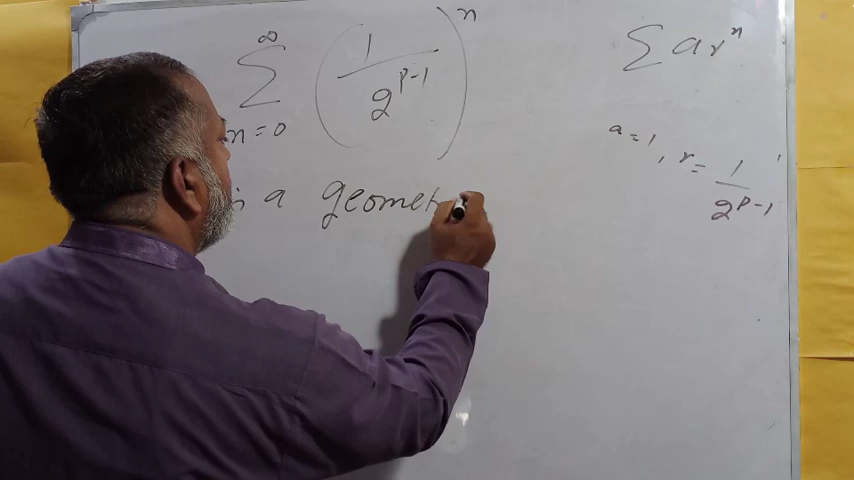 ∑_{n=0}^{∞} (1/2^{p-1})^n
∑ ar^n
a=1, r=1/2^{p-1}
a geomet